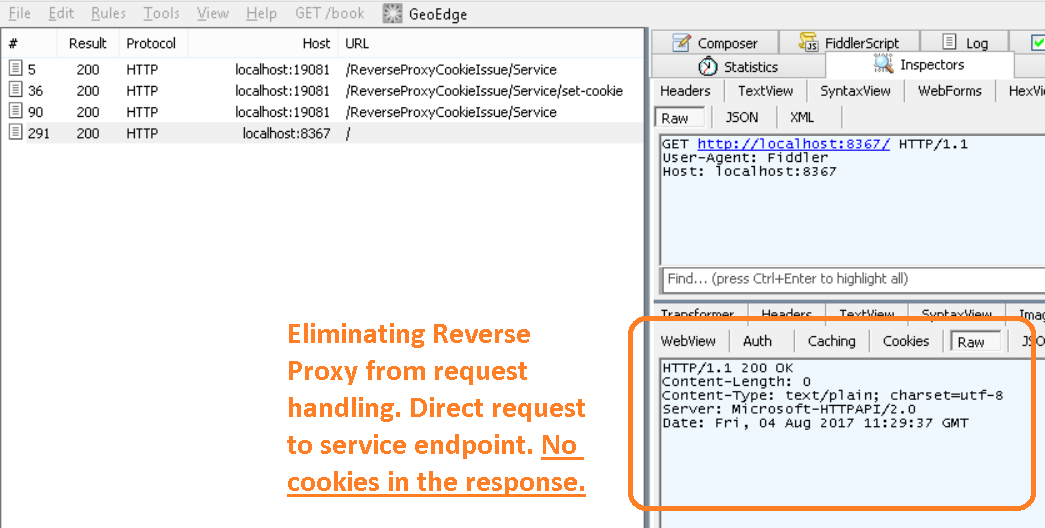 File Edit Rules Tools View Help GET /book GeoEdge
# Result Protocol Host URL
5 200 HTTP localhost:19081 /ReverseProxyCookieIssue/Service
36 200 HTTP localhost:19081 /ReverseProxyCookieIssue/Service/set-cookie
90 200 HTTP localhost:19081 /ReverseProxyCookieIssue/Service
291 200 HTTP localhost:8367 /
Composer FiddlerScript Log
Statistics Inspectors
Headers TextView SyntaxView WebForms HexVi
Raw JSON XML
GET http://localhost:8367/ HTTP/1.1
User-Agent: Fiddler
Host: localhost:8367
Find... (press Ctrl+Enter to highlight all)
Transformer Headers TextView SyntaxView Imag
WebView Auth Caching Cookies Raw JSO
HTTP/1.1 200 OK
Content-Length: 0
Content-Type: text/plain; charset=utf-8
Server: Microsoft-HTTPAPI/2.0
Date: Fri, 04 Aug 2017 11:29:37 GMT
Eliminating Reverse
Proxy from request
handling. Direct request
to service endpoint. No
cookies in the response.